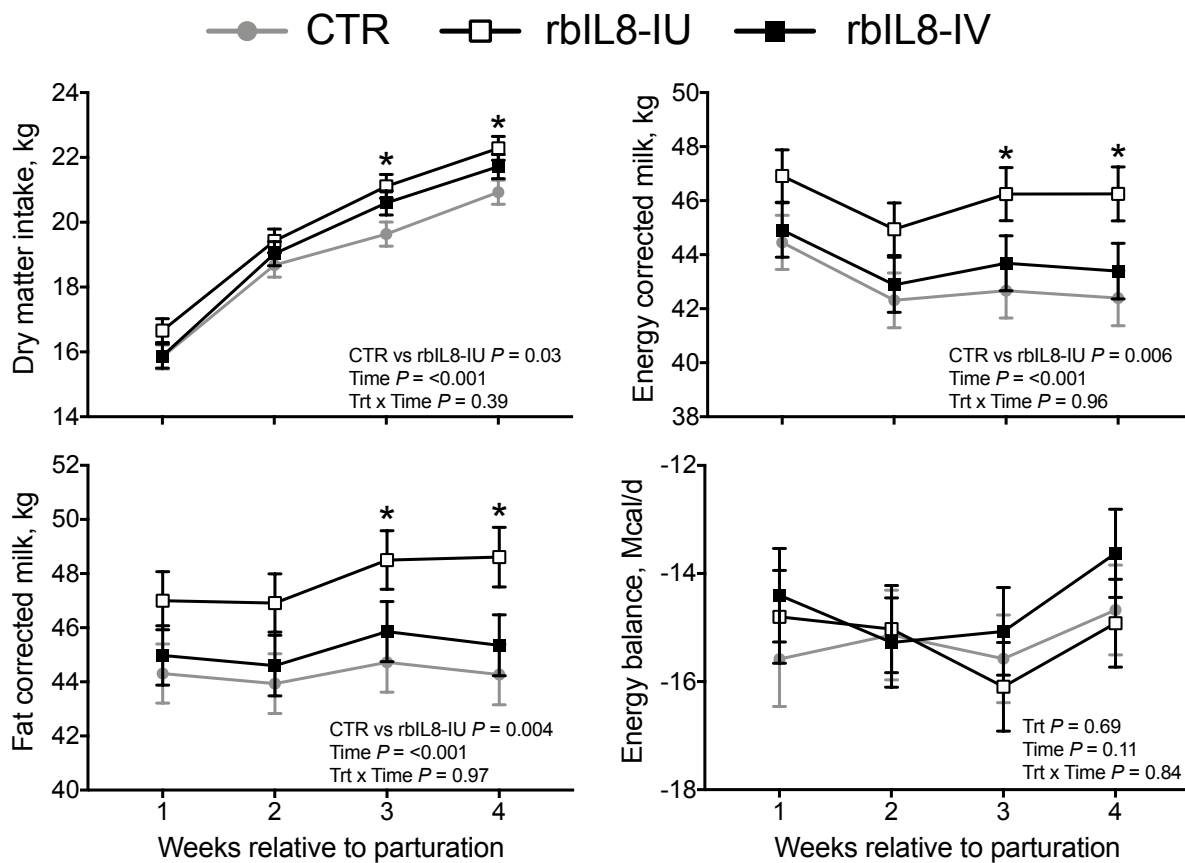 CTR rbIL8-IU rbIL8-IV
Dry matter intake, kg
24
22
20
18
16
14
*
*
CTR vs rbIL8-IU P = 0.03
Time P = <0.001
Trt x Time P = 0.39
Energy corrected milk, kg
50
48
46
44
42
40
38
*
*
CTR vs rbIL8-IU P = 0.006
Time P = <0.001
Trt x Time P = 0.96
Fat corrected milk, kg
52
50
48
46
44
42
40
*
*
CTR vs rbIL8-IU P = 0.004
Time P = <0.001
Trt x Time P = 0.97
1 2 3 4
Weeks relative to parturation
Energy balance, Mcal/d
-12
-14
-16
-18
Trt P = 0.69
Time P = 0.11
Trt x Time P = 0.84
1 2 3 4
Weeks relative to parturation